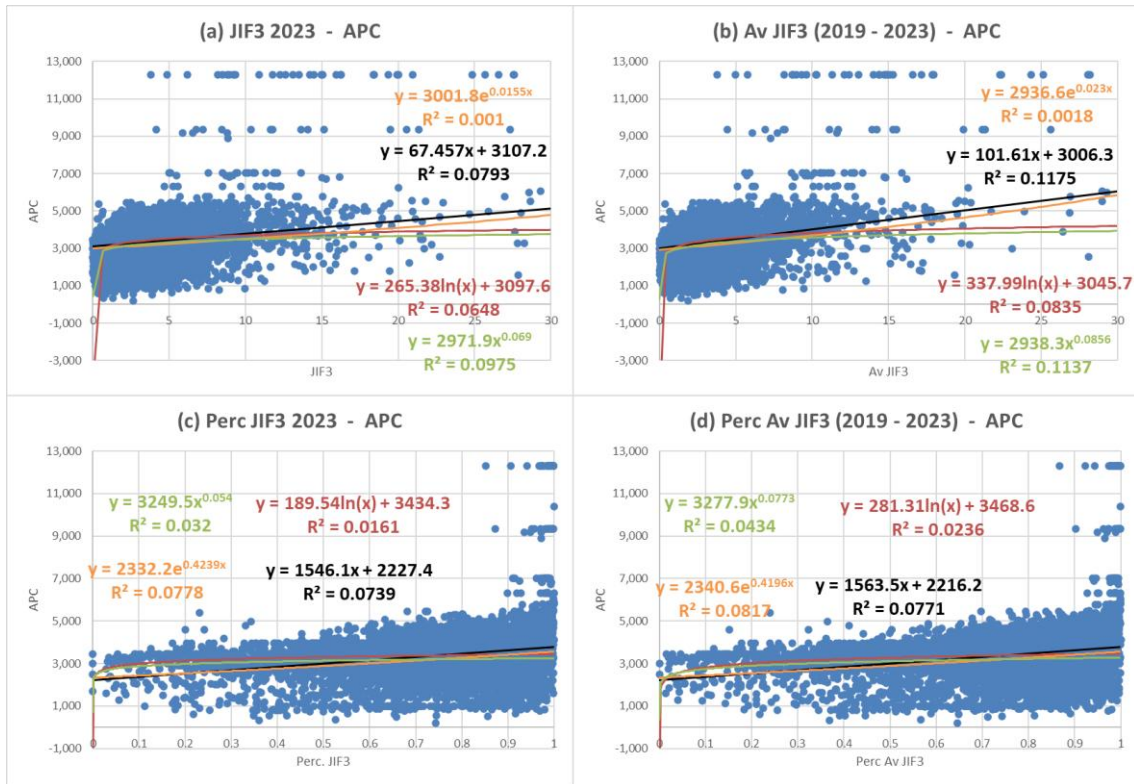 (a) JIF3 2023 - APC
13,000
11,000
9,000
7,000
5,000
3,000
1,000
-1,000
-3,000
APC
y = 3001.8e^0.0155x
R² = 0.001
y = 67.457x + 3107.2
R² = 0.0793
y = 265.38ln(x) + 3097.6
R² = 0.0648
y = 2971.9x^0.069
R² = 0.0975
0 5 10 15 20 25 30
JIF3
(b) Av JIF3 (2019 - 2023) - APC
13,000
11,000
9,000
7,000
5,000
3,000
1,000
-1,000
-3,000
APC
y = 2936.6e^0.023x
R² = 0.0018
y = 101.61x + 3006.3
R² = 0.1175
y = 337.99ln(x) + 3045.7
R² = 0.0835
y = 2938.3x^0.0856
R² = 0.1137
0 5 10 15 20 25 30
Av JIF3
(c) Perc JIF3 2023 - APC
13,000
11,000
9,000
7,000
5,000
3,000
1,000
-1,000
APC
y = 3249.5x^0.054
R² = 0.032
y = 189.54ln(x) + 3434.3
R² = 0.0161
y = 2332.2e^0.4239x
R² = 0.0778
y = 1546.1x + 2227.4
R² = 0.0739
0 0.1 0.2 0.3 0.4 0.5 0.6 0.7 0.8 0.9 1
Perc. JIF3
(d) Perc Av JIF3 (2019 - 2023) - APC
13,000
11,000
9,000
7,000
5,000
3,000
1,000
-1,000
APC
y = 3277.9x^0.0773
R² = 0.0434
y = 281.31ln(x) + 3468.6
R² = 0.0236
y = 2340.6e^0.4196x
R² = 0.0817
y = 1563.5x + 2216.2
R² = 0.0771
0 0.1 0.2 0.3 0.4 0.5 0.6 0.7 0.8 0.9 1
Perc Av JIF3